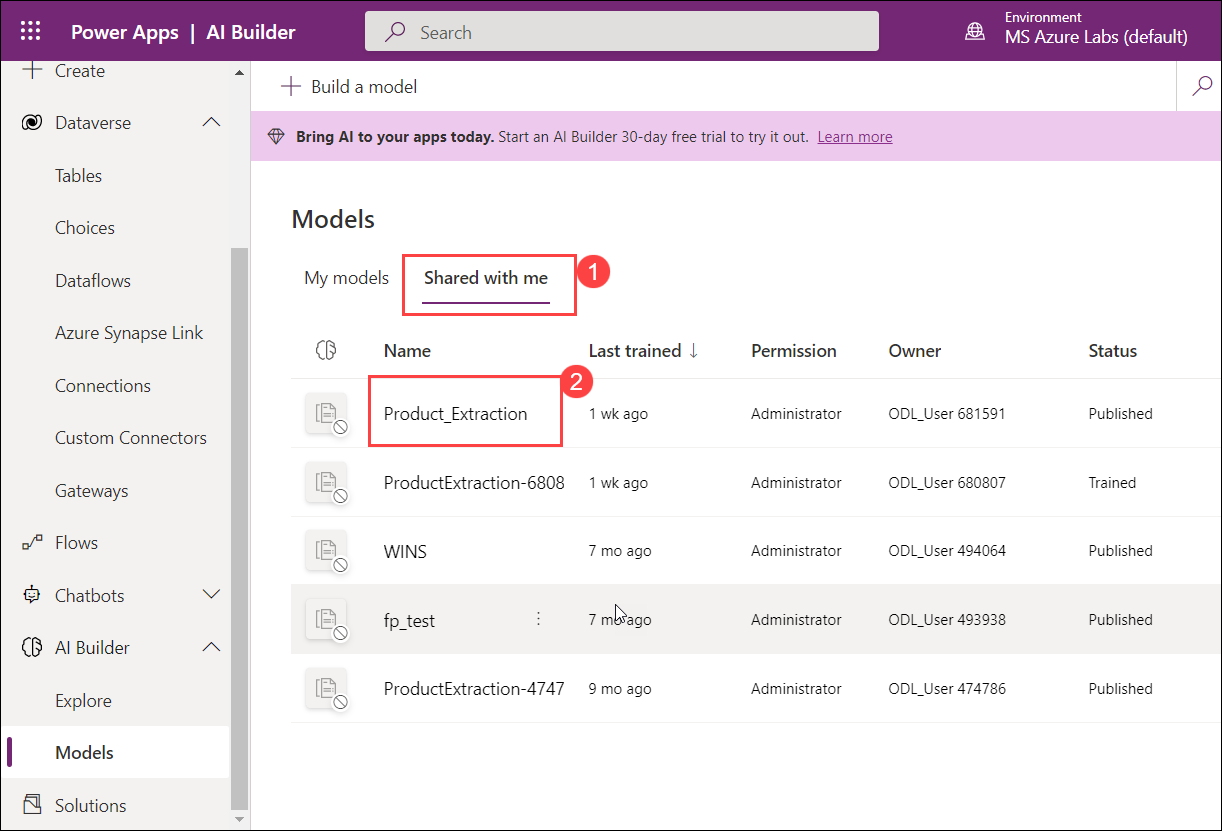 Power Apps | AI Builder
Search
Environment
MS Azure Labs (default)
Create
Dataverse
Tables
Choices
Dataflows
Azure Synapse Link
Connections
Custom Connectors
Gateways
Flows
Chatbots
AI Builder
Explore
Models
Solutions
Build a model
Bring AI to your apps today. Start an AI Builder 30-day free trial to try it out. Learn more
Models
My models Shared with me 1
Name Last trained ↓ Permission Owner Status
2
Product_Extraction 1 wk ago Administrator ODL_User 681591 Published
ProductExtraction-6808 1 wk ago Administrator ODL_User 680807 Trained
WINS 7 mo ago Administrator ODL_User 494064 Published
fp_test 7 mo ago Administrator ODL_User 493938 Published
ProductExtraction-4747 9 mo ago Administrator ODL_User 474786 Published